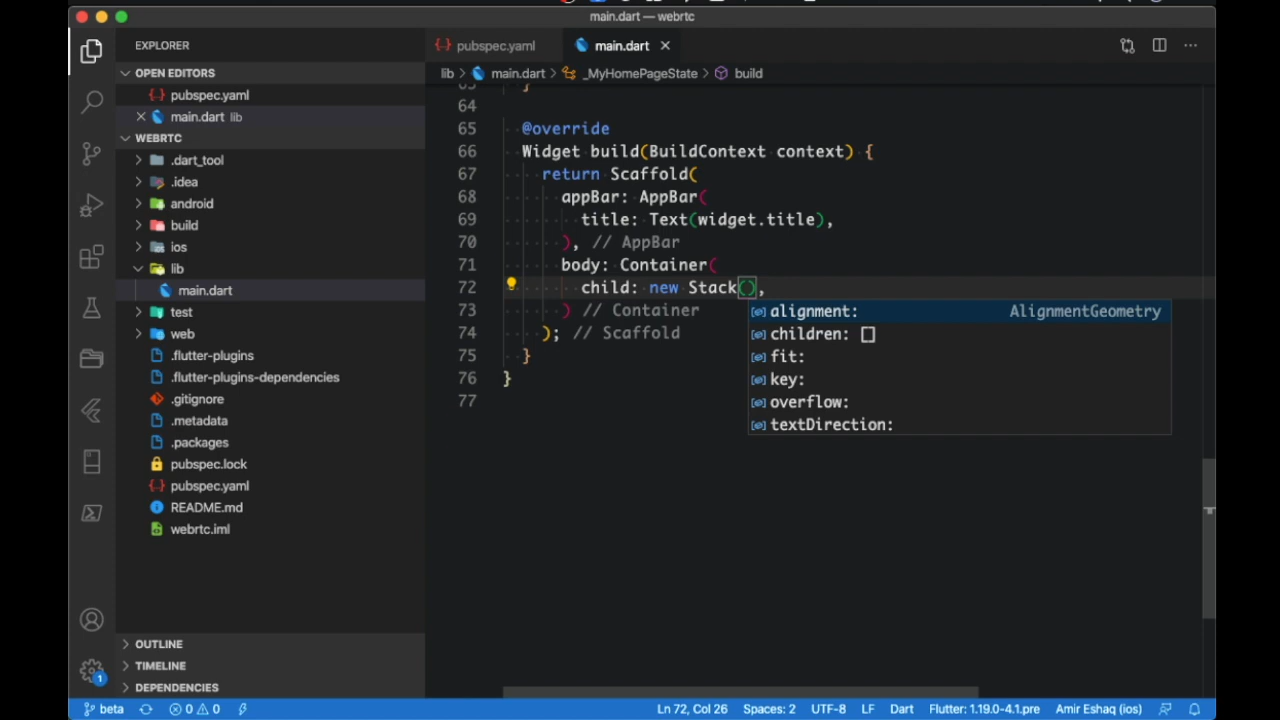 main.dart — webrtc
EXPLORER
OPEN EDITORS
pubspec.yaml
main.dart lib
WEBRTC
.dart_tool
.idea
android
build
ios
lib
main.dart
test
web
.flutter-plugins
.flutter-plugins-dependencies
.gitignore
.metadata
.packages
pubspec.lock
pubspec.yaml
README.md
webrtc.iml
OUTLINE
TIMELINE
DEPENDENCIES
pubspec.yaml main.dart
lib > main.dart > _MyHomePageState > build
63 }
64
65 @override
66 Widget build(BuildContext context) {
67 return Scaffold(
68 appBar: AppBar(
69 title: Text(widget.title),
70 ), // AppBar
71 body: Container(
72 child: new Stack(),
73 ) // Container
74 ); // Scaffold
75 }
76 }
77
alignment: AlignmentGeometry
children: []
fit:
key:
overflow:
textDirection:
1
beta 0 0 Ln 72, Col 26 Spaces: 2 UTF-8 LF Dart Flutter: 1.19.0-4.1.pre Amir Eshaq (ios)